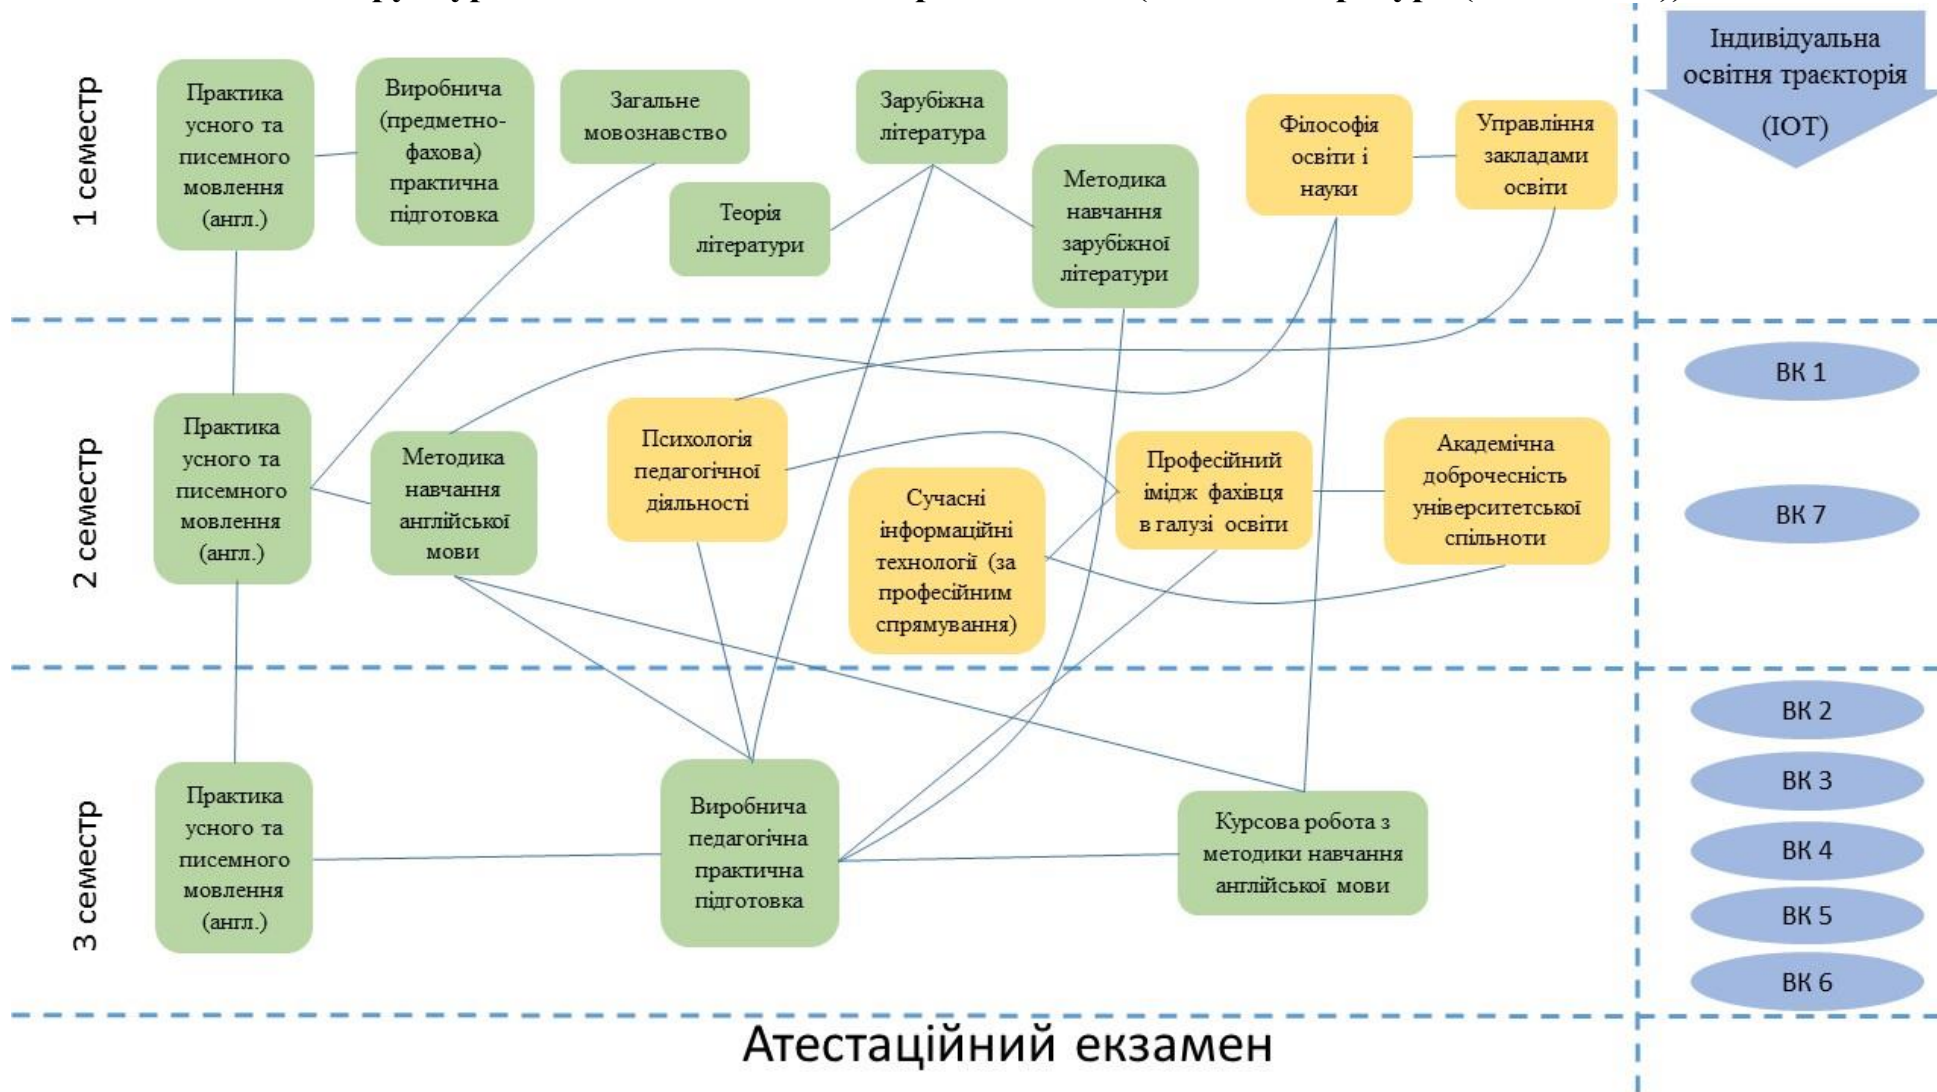 1 семестр
Практика
усного та
писемного
мовлення
(англ.)
Виробнича
(предметно-
фахова)
практична
підготовка
Загальне
мовознавство
Теорія
літератури
Зарубіжна
література
Методика
навчання
зарубіжної
літератури
Філософія
освіти і
науки
Управління
закладами
освіти
Індивідуальна
освітня траєкторія
(ІОТ)
2 семестр
Практика
усного та
писемного
мовлення
(англ.)
Методика
навчання
англійської
мови
Психологія
педагогічної
діяльності
Сучасні
інформаційні
технології (за
професійним
спрямування)
Професійний
імідж фахівця
в галузі освіти
Академічна
доброчесність
університетської
спільноти
ВК 1
ВК 7
3 семестр
Практика
усного та
писемного
мовлення
(англ.)
Виробнича
педагогічна
практична
підготовка
Курсова робота з
методики навчання
англійської мови
ВК 2
ВК 3
ВК 4
ВК 5
ВК 6
Атестаційний екзамен